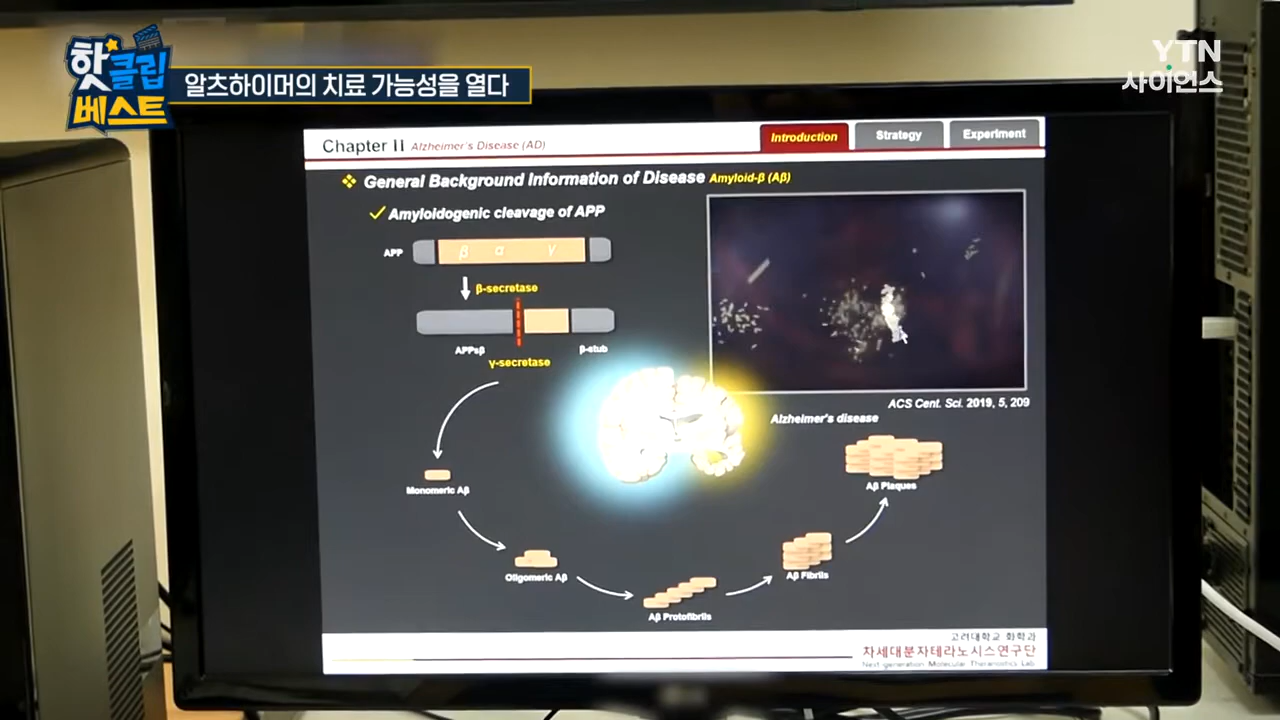 핫클립
베스트
알츠하이머의 치료 가능성을 열다
YTN
사이언스
Chapter II Alzheimer's Disease (AD)
Introduction
Strategy
Experiment
❖ General Background Information of Disease Amyloid-β (Aβ)
✓ Amyloidogenic cleavage of APP
APP
β α γ
β-secretase
APPsβ
β-stub
γ-secretase
ACS Cent. Sci. 2019, 5, 209
Alzheimer's disease
Aβ Plaques
Monomeric Aβ
Oligomeric Aβ
Aβ Fibrils
Aβ Protofibrils
고려대학교 화학과
차세대분자테라노시스연구단
Next-generation Molecular Theranostics Lab